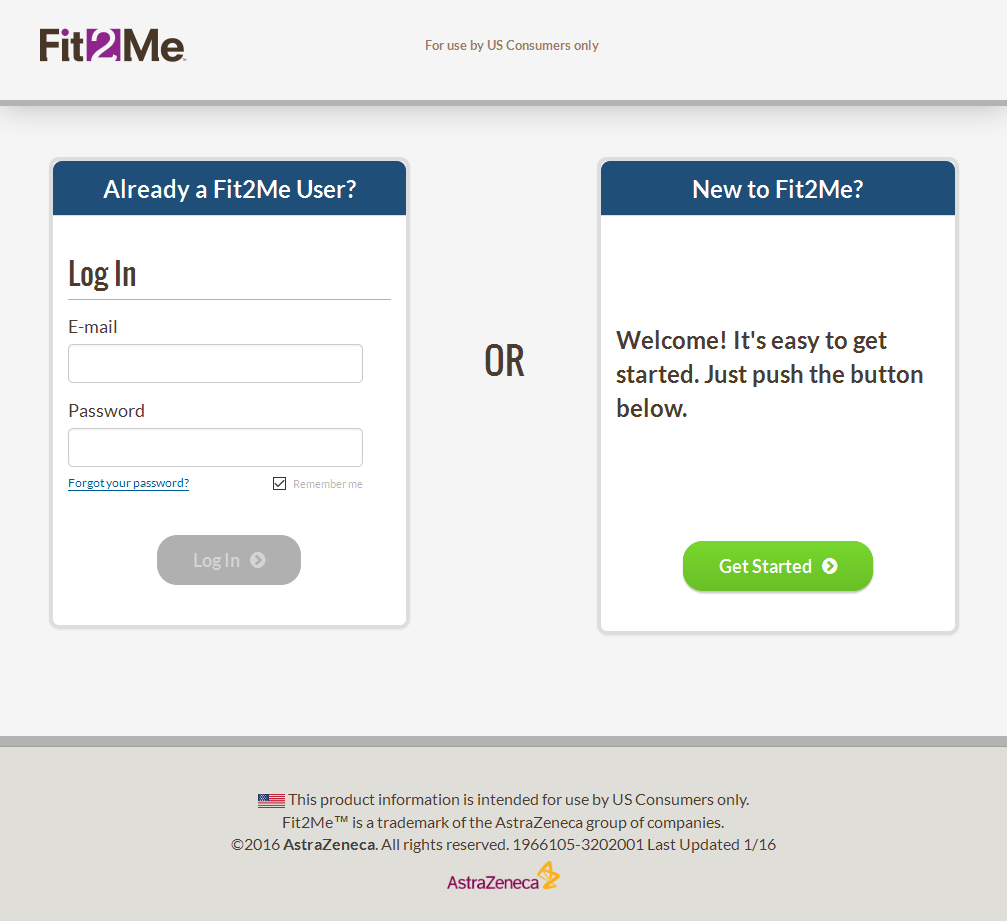 Fit2Me
For use by US Consumers only
Already a Fit2Me User?
Log In
E-mail
Password
Forgot your password?
Remember me
Log In
OR
New to Fit2Me?
Welcome! It's easy to get
started. Just push the button
below.
Get Started
This product information is intended for use by US Consumers only.
Fit2Me™ is a trademark of the AstraZeneca group of companies.
©2016 AstraZeneca. All rights reserved. 1966105-3202001 Last Updated 1/16
AstraZeneca